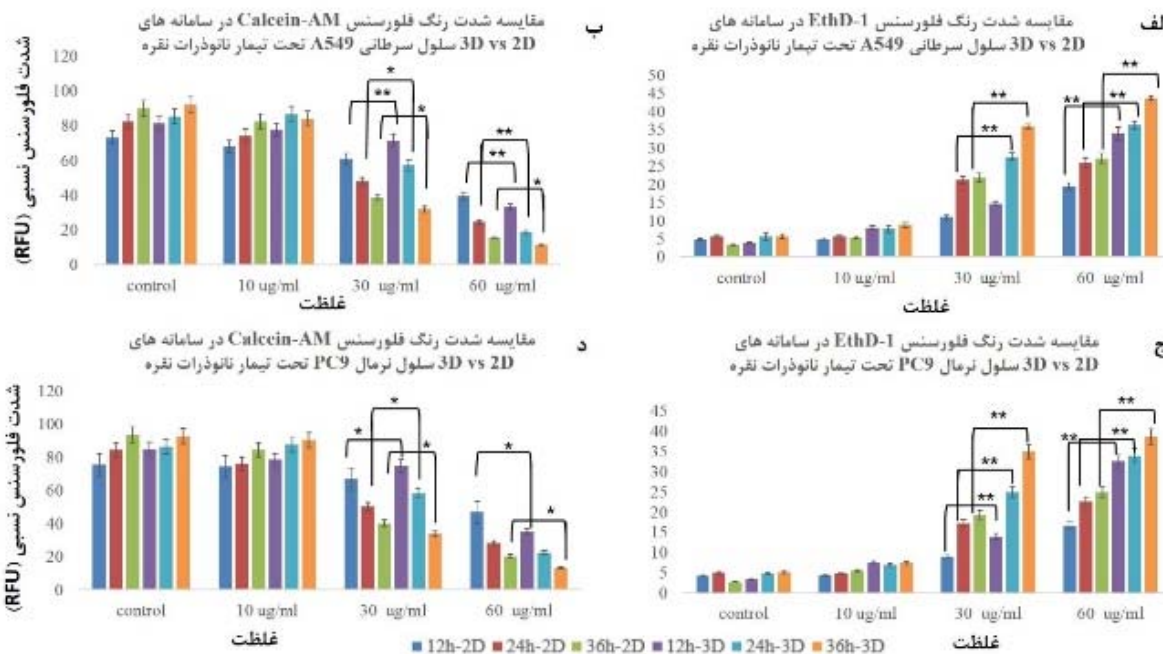 الف
مقایسه شدت رنگ فلورسنس EthD-1 در سامانه های
3D vs 2D سلول سرطانی A549 تحت تیمار نانوذرات نقره
50
45
40
35
30
25
20
15
10
5
0
** ** ** ** **
control 10 ug/ml 30 ug/ml 60 ug/ml
غلظت
ب
مقایسه شدت رنگ فلورسنس Calcein-AM در سامانه های
3D vs 2D سلول سرطانی A549 تحت تیمار نانوذرات نقره
شدت فلورسنس نسبی (RFU)
120
100
80
60
40
20
0
* ** * ** ** *
control 10 ug/ml 30 ug/ml 60 ug/ml
غلظت
ج
مقایسه شدت رنگ فلورسنس EthD-1 در سامانه های
3D vs 2D سلول نرمال PC9 تحت تیمار نانوذرات نقره
45
40
35
30
25
20
15
10
5
0
** ** ** ** ** **
control 10 ug/ml 30 ug/ml 60 ug/ml
غلظت
د
مقایسه شدت رنگ فلورسنس Calcein-AM در سامانه های
3D vs 2D سلول نرمال PC9 تحت تیمار نانوذرات نقره
شدت فلورسنس نسبی (RFU)
120
100
80
60
40
20
0
* * * * *
control 10 ug/ml 30 ug/ml 60 ug/ml
غلظت
12h-2D 24h-2D 36h-2D 12h-3D 24h-3D 36h-3D